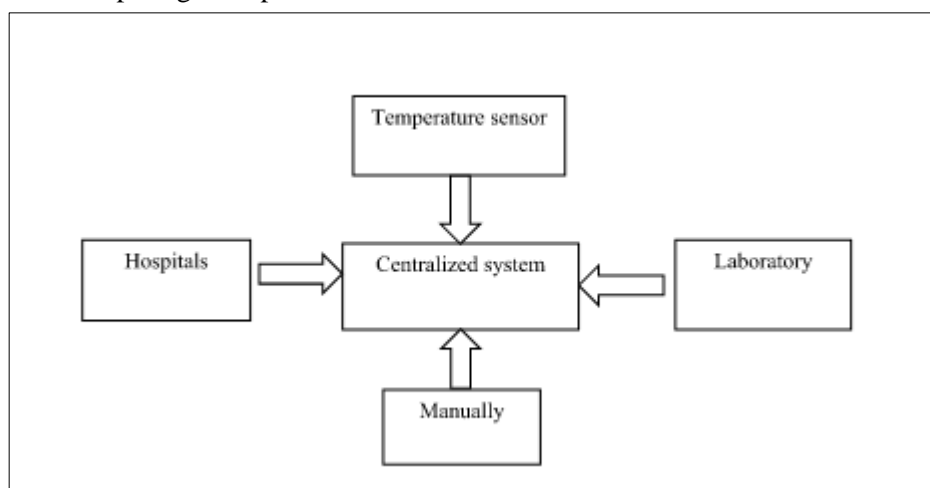 Temperature sensor
Hospitals
Centralized system
Laboratory
Manually